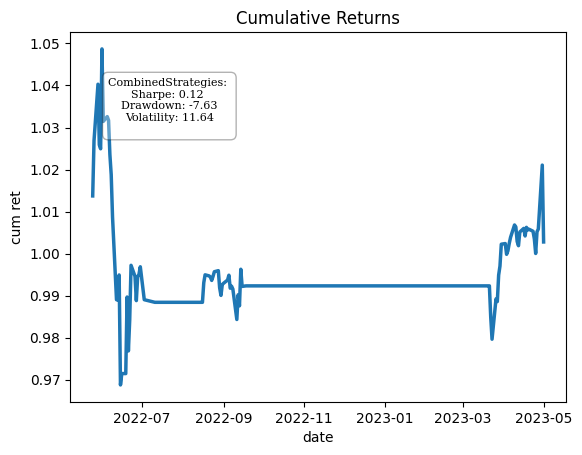 Cumulative Returns
1.05
1.04
1.03
1.02
1.01
1.00
0.99
0.98
0.97
cum ret
CombinedStrategies:
Sharpe: 0.12
Drawdown: -7.63
Volatility: 11.64
2022-07
2022-09
2022-11
2023-01
2023-03
2023-05
date